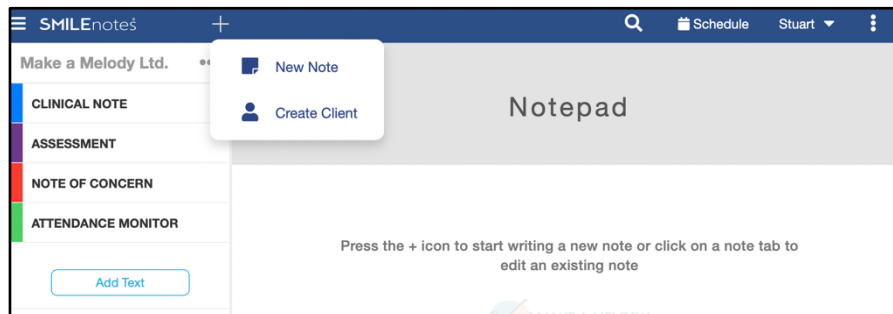 SMILEnotes
Schedule
Stuart
Make a Melody Ltd.
New Note
Create Client
CLINICAL NOTE
ASSESSMENT
NOTE OF CONCERN
ATTENDANCE MONITOR
Add Text
Notepad
Press the + icon to start writing a new note or click on a note tab to
edit an existing note